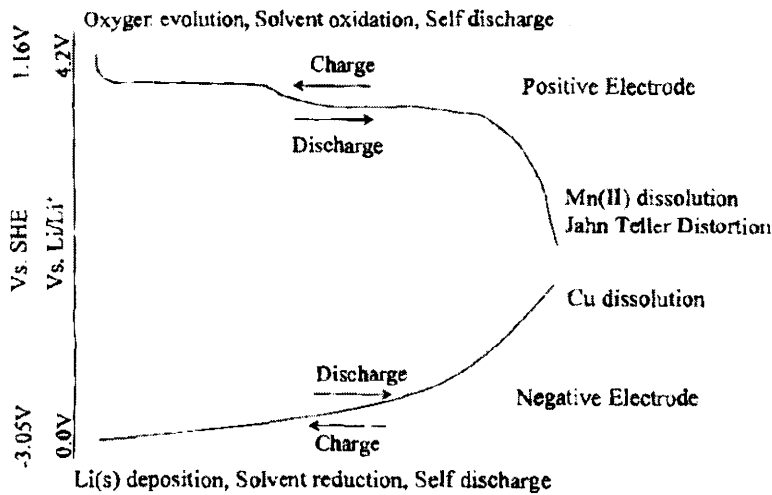 Oxygen evolution, Solvent oxidation, Self discharge
1.16V
4.2V
Charge
Positive Electrode
Discharge
Mn(II) dissolution
Jahn Teller Distortion
Vs. SHE
Vs. Li/Li⁺
Cu dissolution
Discharge
Negative Electrode
Charge
-3.05V
0.0V
Li(s) deposition, Solvent reduction, Self discharge